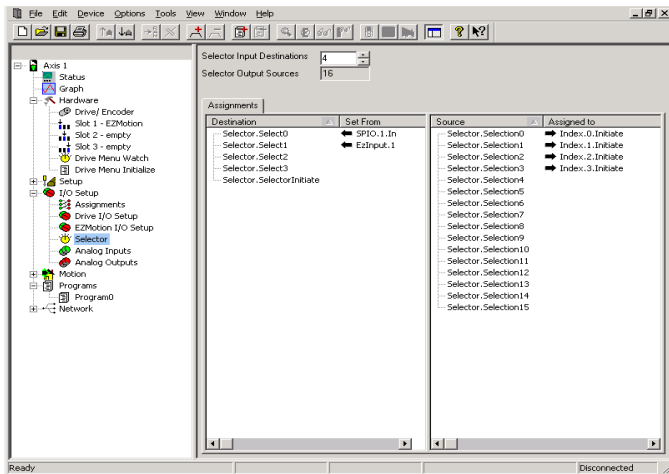 File Edit Device Options Tools View Window Help
Axis 1
Status
Graph
Hardware
Drive/ Encoder
Slot 1 - EZMotion
Slot 2 - empty
Slot 3 - empty
Drive Menu Watch
Drive Menu Initialize
Setup
I/O Setup
Assignments
Drive I/O Setup
EZMotion I/O Setup
Selector
Analog Inputs
Analog Outputs
Motion
Programs
Program0
Network
Selector Input Destinations 4
Selector Output Sources 16
Assignments
Destination Set From
Selector.Select0 SPIO.1.In
Selector.Select1 EzInput.1
Selector.Select2
Selector.Select3
Selector.SelectorInitiate
Source Assigned to
Selector.Selection0 Index.0.Initiate
Selector.Selection1 Index.1.Initiate
Selector.Selection2 Index.2.Initiate
Selector.Selection3 Index.3.Initiate
Selector.Selection4
Selector.Selection5
Selector.Selection6
Selector.Selection7
Selector.Selection8
Selector.Selection9
Selector.Selection10
Selector.Selection11
Selector.Selection12
Selector.Selection13
Selector.Selection14
Selector.Selection15
Ready Disconnected